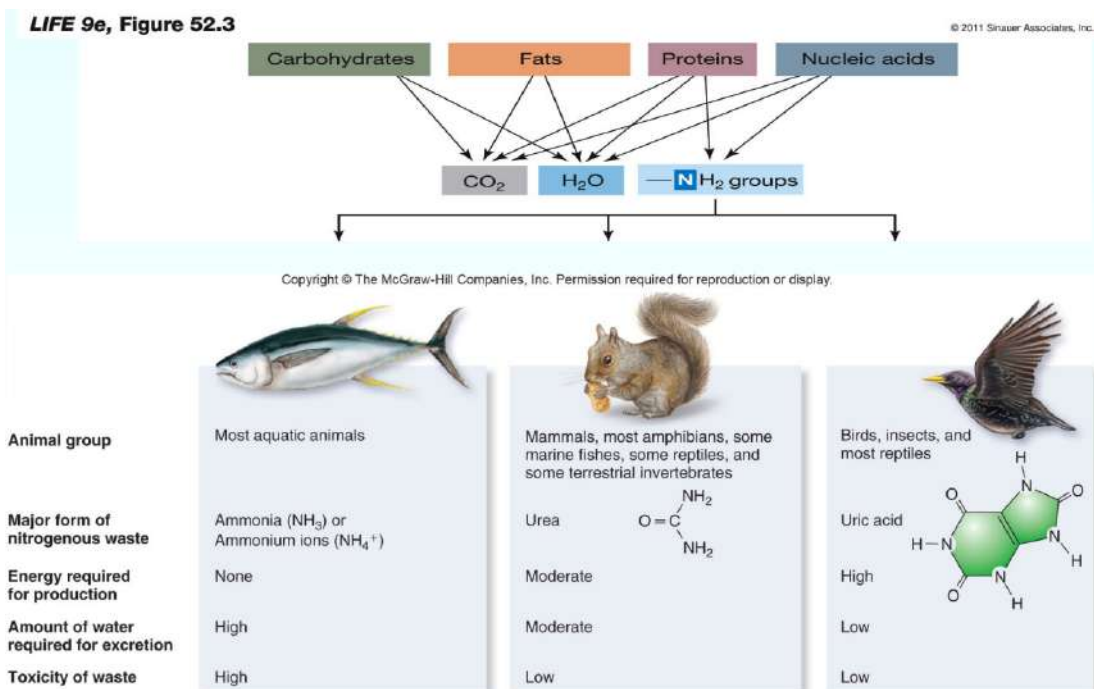 LIFE 9e, Figure 52.3
© 2011 Sinauer Associates, Inc.
Carbohydrates
Fats
Proteins
Nucleic acids
CO₂
H₂O
—NH₂ groups
Copyright © The McGraw-Hill Companies, Inc. Permission required for reproduction or display.
Animal group
Most aquatic animals
Mammals, most amphibians, some
marine fishes, some reptiles, and
some terrestrial invertebrates
Birds, insects, and
most reptiles
Major form of
nitrogenous waste
Ammonia (NH₃) or
Ammonium ions (NH₄⁺)
Urea
NH₂
O=C
NH₂
Uric acid
H
N
O
O
H—N
N
H
O
N
H
Energy required
for production
None
Moderate
High
Amount of water
required for excretion
High
Moderate
Low
Toxicity of waste
High
Low
Low